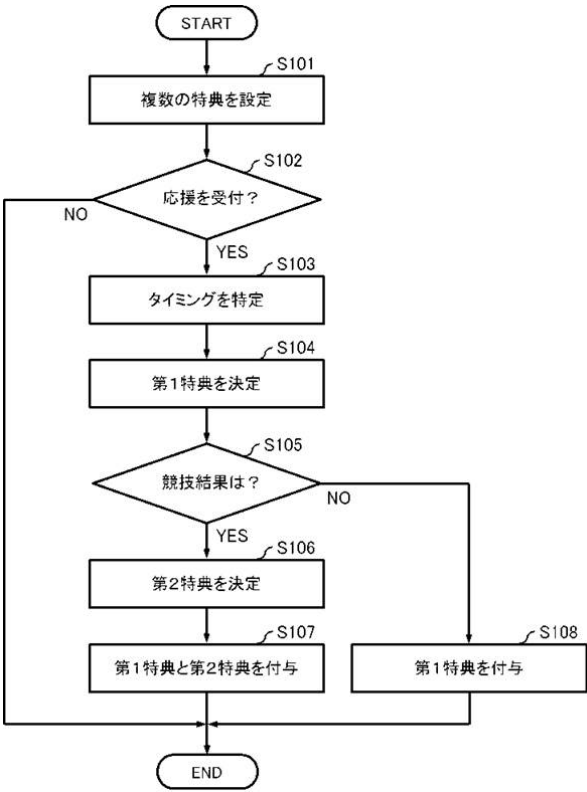 START
S101
複数の特典を設定
S102
応援を受付？
NO
YES
S103
タイミングを特定
S104
第１特典を決定
S105
競技結果は？
NO
YES
S106
第２特典を決定
S107
第１特典と第２特典を付与
S108
第１特典を付与
END